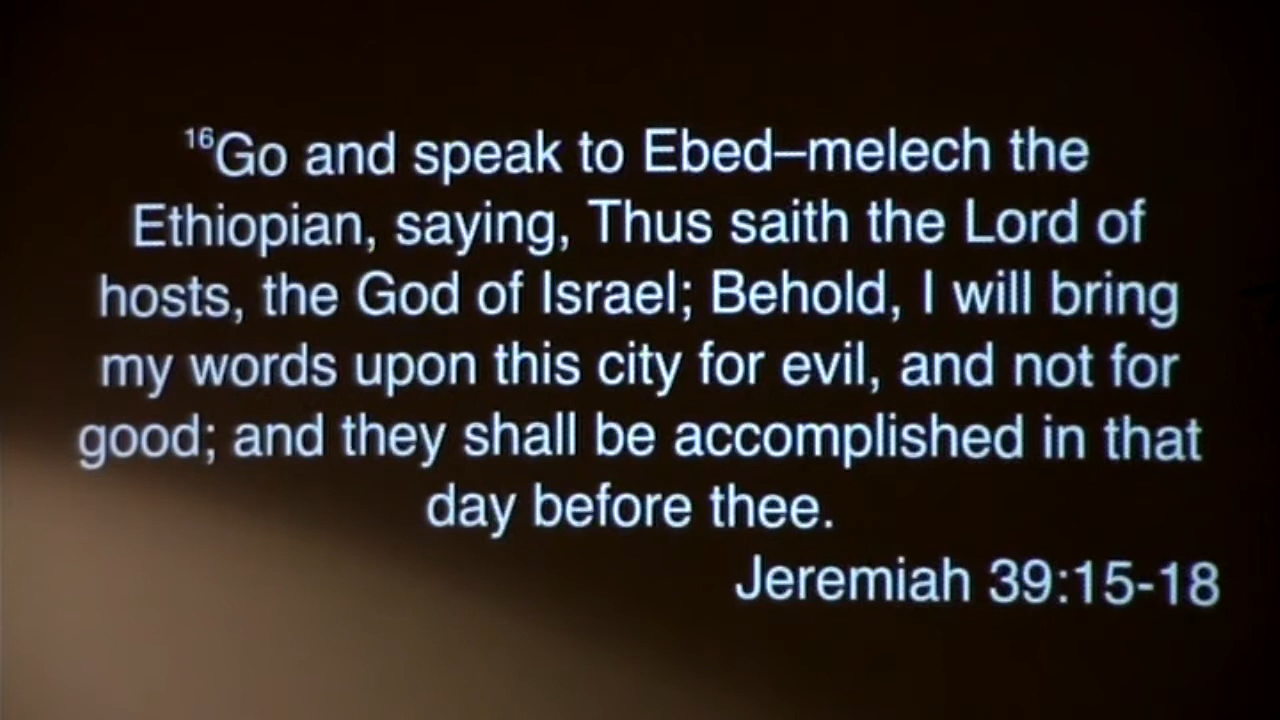 ¹⁶Go and speak to Ebed–melech the
Ethiopian, saying, Thus saith the Lord of
hosts, the God of Israel; Behold, I will bring
my words upon this city for evil, and not for
good; and they shall be accomplished in that
day before thee.
Jeremiah 39:15-18